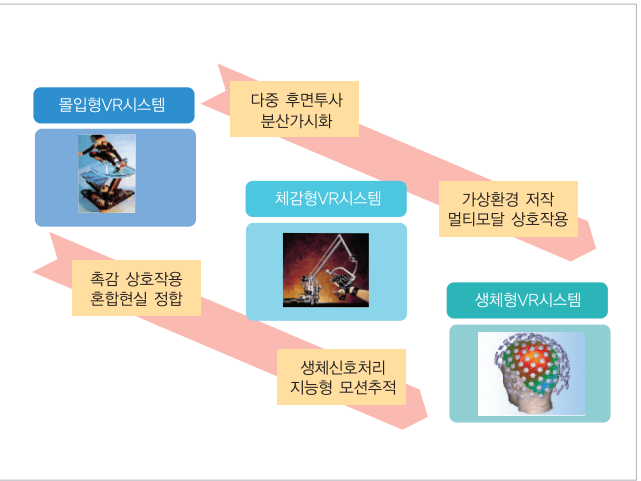 몰입형VR시스템
다중 후면투사
분산가시화
체감형VR시스템
가상환경 저작
멀티모달 상호작용
촉감 상호작용
혼합현실 정합
생체형VR시스템
생체신호처리
지능형 모션추적